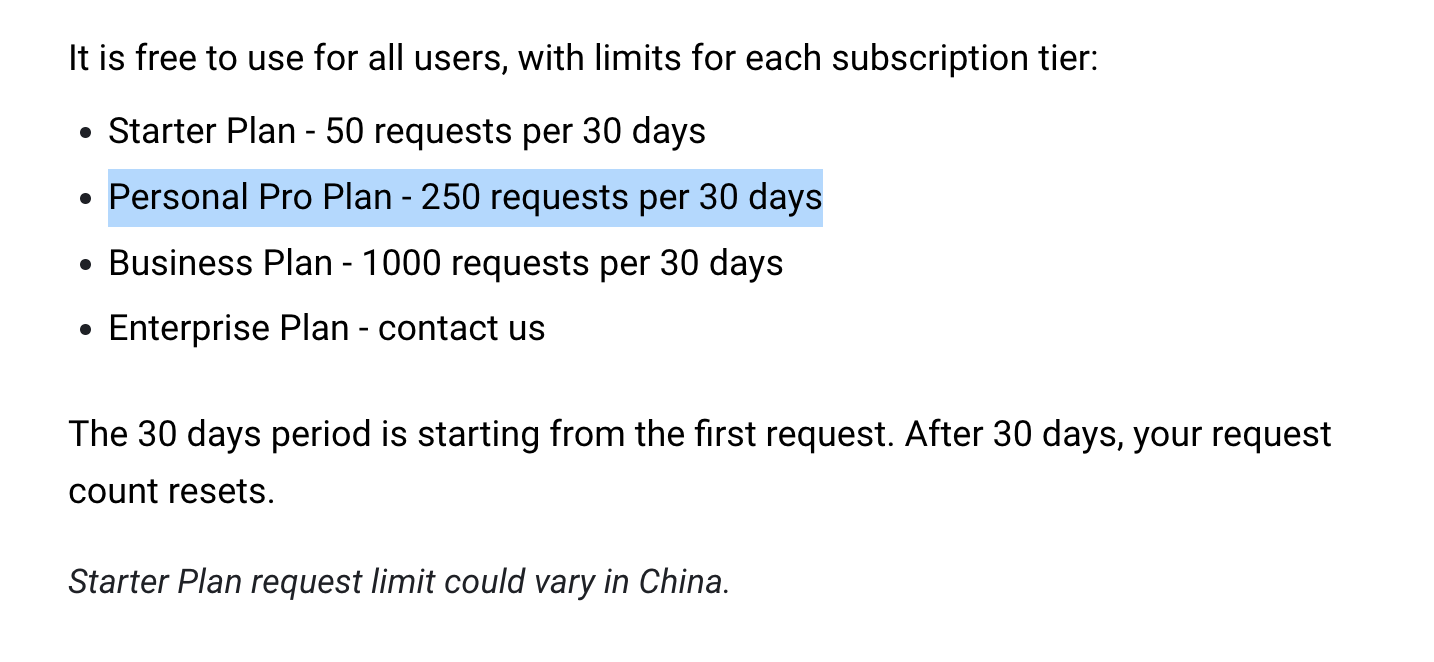 It is free to use for all users, with limits for each subscription tier:
• Starter Plan - 50 requests per 30 days
• Personal Pro Plan - 250 requests per 30 days
• Business Plan - 1000 requests per 30 days
• Enterprise Plan - contact us
The 30 days period is starting from the first request. After 30 days, your request
count resets.
Starter Plan request limit could vary in China.